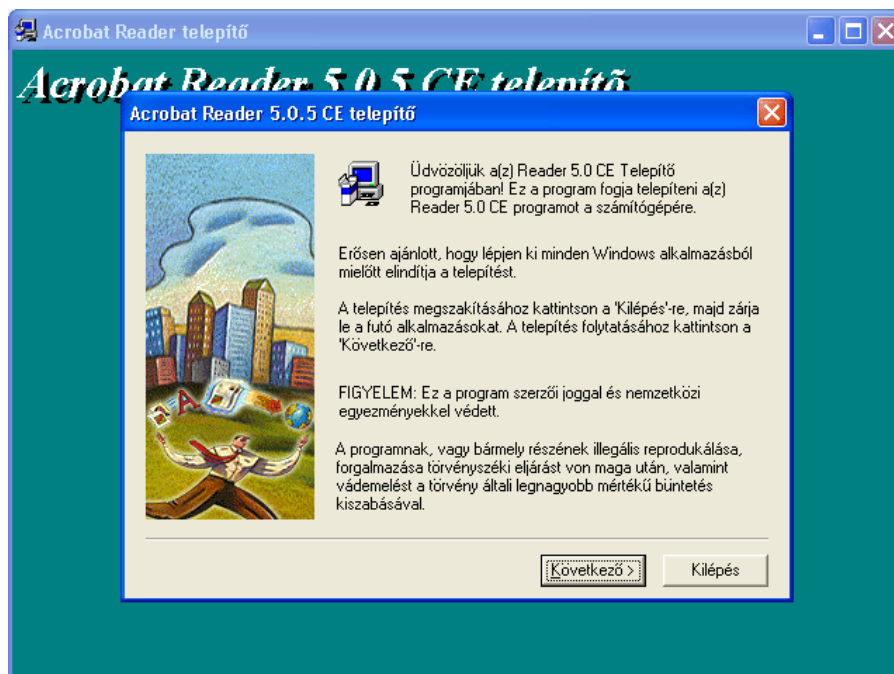 Acrobat Reader telepítő
Acrobat Reader 5.0.5 CE telepítõ
Acrobat Reader 5.0.5 CE telepítő
Üdvözöljük a(z) Reader 5.0 CE Telepítő
programjában! Ez a program fogja telepíteni a(z)
Reader 5.0 CE programot a számítógépére.
Erősen ajánlott, hogy lépjen ki minden Windows alkalmazásból
mielőtt elindítja a telepítést.
A telepítés megszakításához kattintson a 'Kilépés'-re, majd zárja
le a futó alkalmazásokat. A telepítés folytatásához kattintson a
'Következő'-re.
FIGYELEM: Ez a program szerzői joggal és nemzetközi
egyezményekkel védett.
A programnak, vagy bármely részének illegális reprodukálása,
forgalmazása törvényszéki eljárást von maga után, valamint
vádemelést a törvény általi legnagyobb mértékű büntetés
kiszabásával.
Következő >
Kilépés